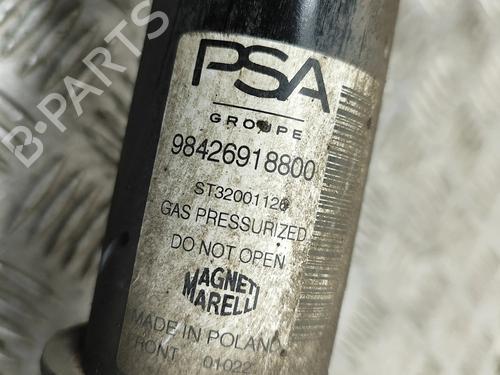 PSA
GROUPE
98426918800
ST32001126
GAS PRESSURIZED
DO NOT OPEN
MAGNETI
MARELLI
MADE IN POLAND
FRONT 01022
B-PARTS